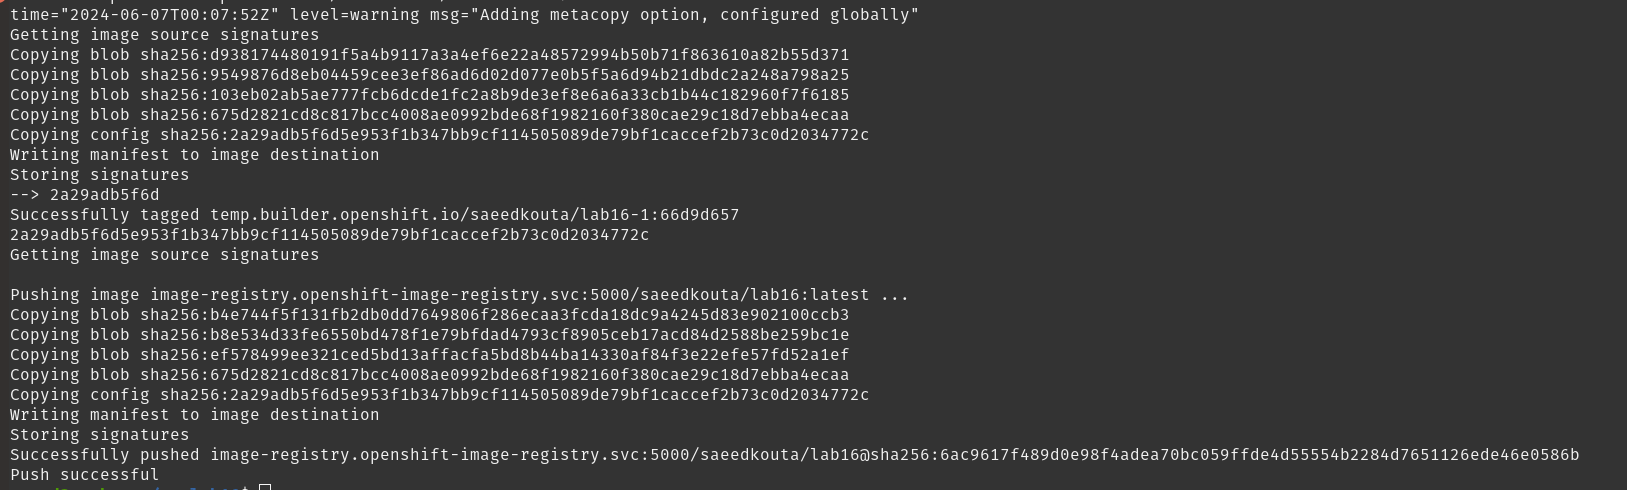 time="2024-06-07T00:07:52Z" level=warning msg="Adding metacopy option, configured globally"
Getting image source signatures
Copying blob sha256:d938174480191f5a4b9117a3a4ef6e22a48572994b50b71f863610a82b55d371
Copying blob sha256:9549876d8eb04459cee3ef86ad6d02d077e0b5f5a6d94b21dbdc2a248a798a25
Copying blob sha256:103eb02ab5ae777fcb6dcde1fc2a8b9de3ef8e6a6a33cb1b44c182960f7f6185
Copying blob sha256:675d2821cd8c817bcc4008ae0992bde68f1982160f380cae29c18d7ebba4ecaa
Copying config sha256:2a29adb5f6d5e953f1b347bb9cf114505089de79bf1caccef2b73c0d2034772c
Writing manifest to image destination
Storing signatures
--> 2a29adb5f6d
Successfully tagged temp.builder.openshift.io/saeedkouta/lab16-1:66d9d657
2a29adb5f6d5e953f1b347bb9cf114505089de79bf1caccef2b73c0d2034772c
Getting image source signatures
Pushing image image-registry.openshift-image-registry.svc:5000/saeedkouta/lab16:latest ...
Copying blob sha256:b4e744f5f131fb2db0dd7649806f286ecaa3fcda18dc9a4245d83e902100ccb3
Copying blob sha256:b8e534d33fe6550bd478f1e79bfdad4793cf8905ceb17acd84d2588be259bc1e
Copying blob sha256:ef578499ee321ced5bd13affacfa5bd8b44ba14330af84f3e22efe57fd52a1ef
Copying blob sha256:675d2821cd8c817bcc4008ae0992bde68f1982160f380cae29c18d7ebba4ecaa
Copying config sha256:2a29adb5f6d5e953f1b347bb9cf114505089de79bf1caccef2b73c0d2034772c
Writing manifest to image destination
Storing signatures
Successfully pushed image-registry.openshift-image-registry.svc:5000/saeedkouta/lab16@sha256:6ac9617f489d0e98f4adea70bc059ffde4d55554b2284d7651126ede46e0586b
Push successful